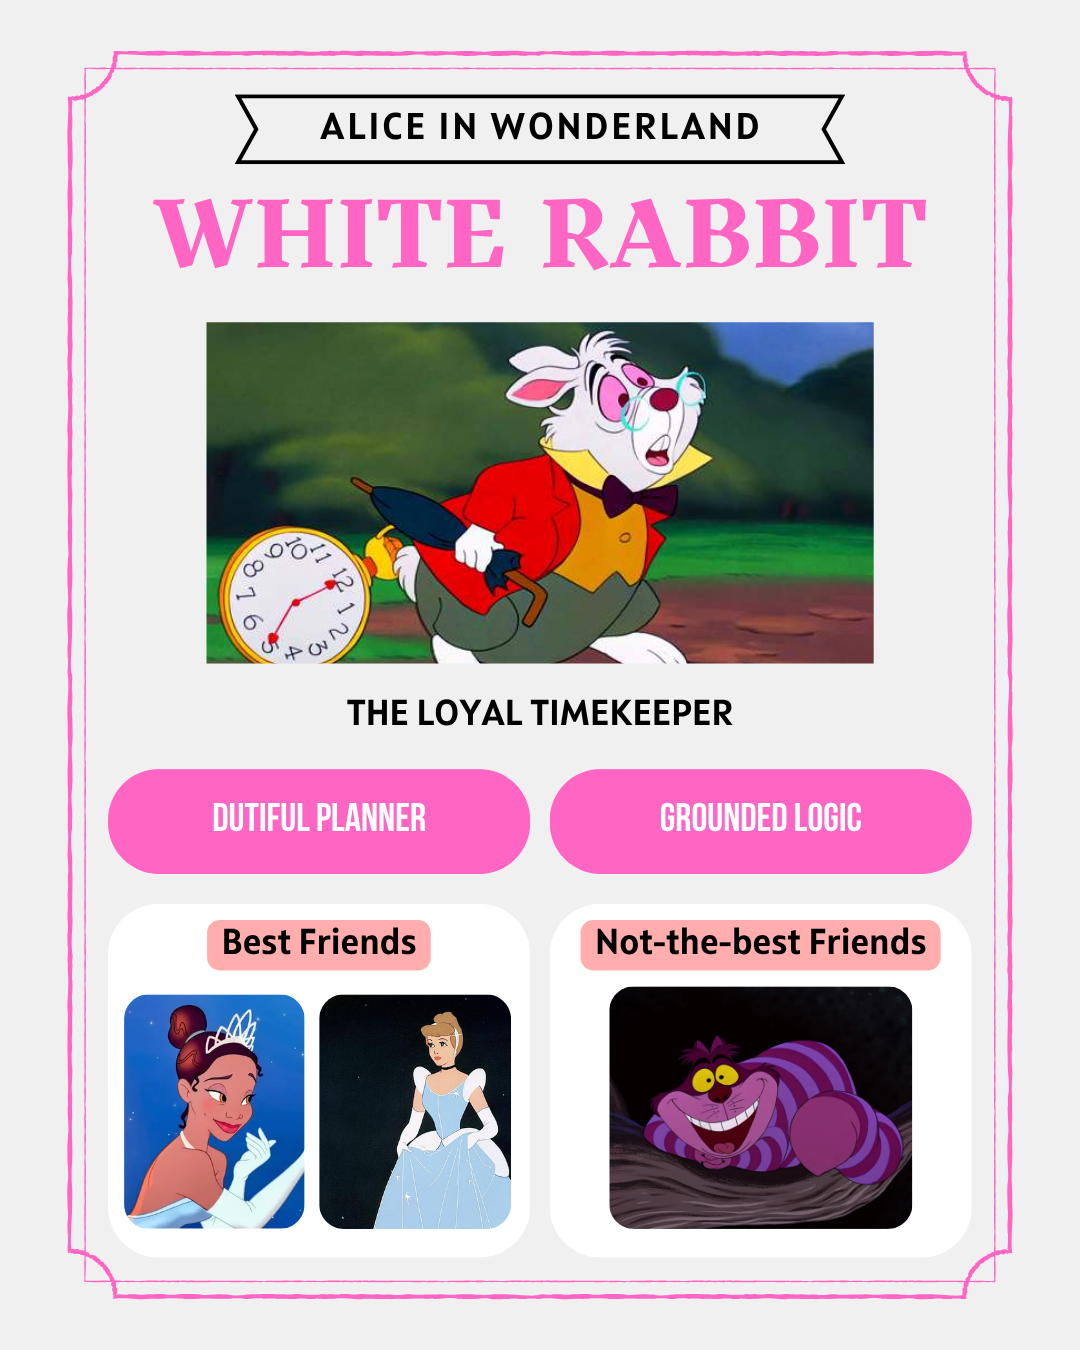 ALICE IN WONDERLAND
WHITE RABBIT
10 11
9 12
8 1
7 2
6 3
5 4
THE LOYAL TIMEKEEPER
DUTIFUL PLANNER
GROUNDED LOGIC
Best Friends
Not-the-best Friends